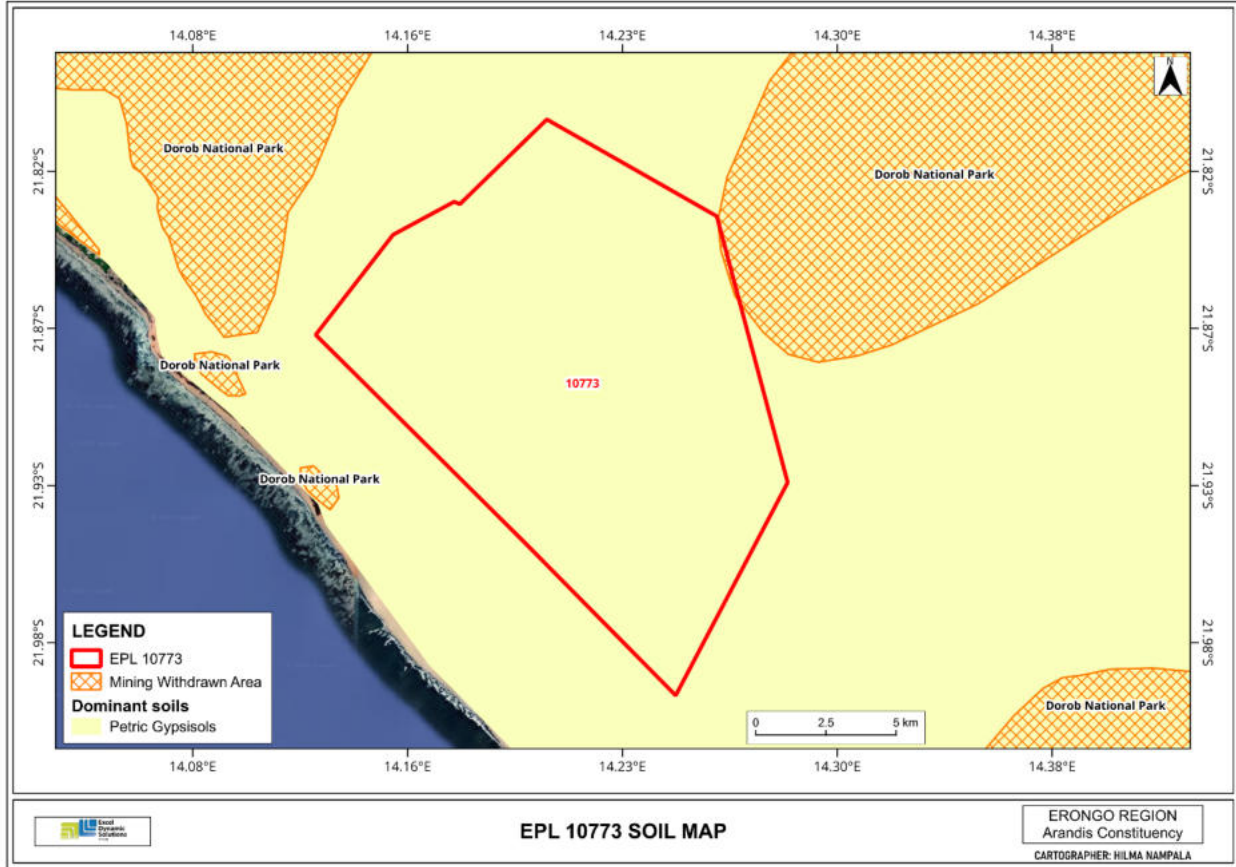 14.08°E
14.16°E
14.23°E
14.30°E
14.38°E
N
Dorob National Park
Dorob National Park
21.82°S
21.82°S
Dorob National Park
21.87°S
21.87°S
10773
Dorob National Park
21.93°S
21.93°S
21.98°S
21.98°S
LEGEND
EPL 10773
Mining Withdrawn Area
Dominant soils
Petric Gypsisols
Dorob National Park
0 2.5 5 km
14.08°E
14.16°E
14.23°E
14.30°E
14.38°E
Excel
Dynamic
Solutions
EPL 10773 SOIL MAP
ERONGO REGION
Arandis Constituency
CARTOGRAPHER: HILMA NAMPALA